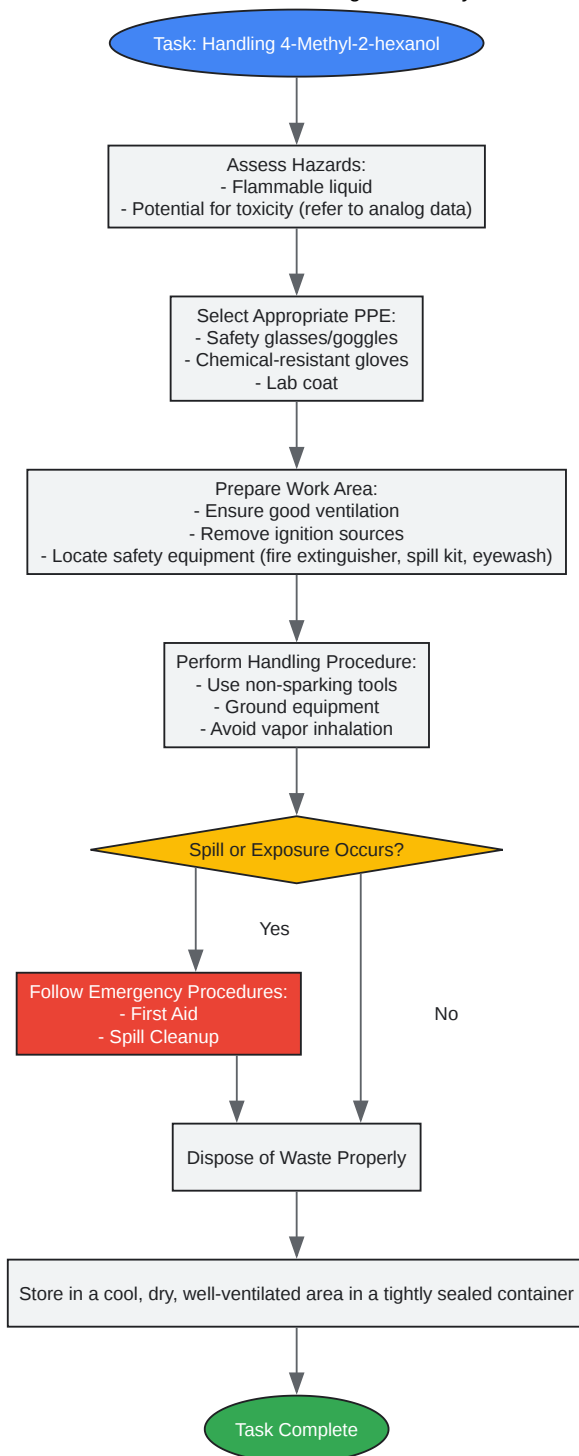 Task: Handling 4-Methyl-2-hexanol
Assess Hazards:
- Flammable liquid
- Potential for toxicity (refer to analog data)
Select Appropriate PPE:
- Safety glasses/goggles
- Chemical-resistant gloves
- Lab coat
Prepare Work Area:
- Ensure good ventilation
- Remove ignition sources
- Locate safety equipment (fire extinguisher, spill kit, eyewash)
Perform Handling Procedure:
- Use non-sparking tools
- Ground equipment
- Avoid vapor inhalation
Spill or Exposure Occurs?
Yes
Follow Emergency Procedures:
- First Aid
- Spill Cleanup
No
Dispose of Waste Properly
Store in a cool, dry, well-ventilated area in a tightly sealed container
Task Complete